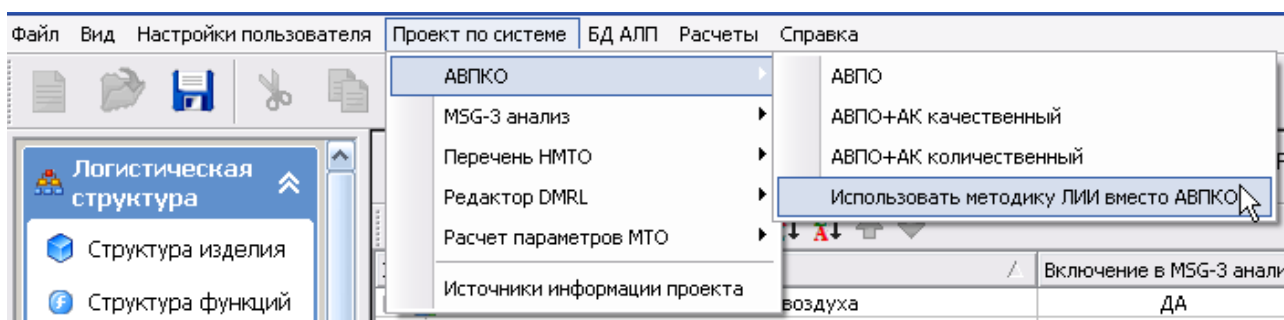 Файл Вид Настройки пользователя Проект по системе БД АЛП Расчеты Справка
АВПКО
MSG-3 анализ
Перечень НМТО
Редактор DMRL
Расчет параметров МТО
Источники информации проекта
АВПО
АВПО+АК качественный
АВПО+АК количественный
Использовать методику ЛИИ вместо АВПКО
Логистическая
структура
Структура изделия
Структура функций
Включение в MSG-3 анали
воздуха ДА